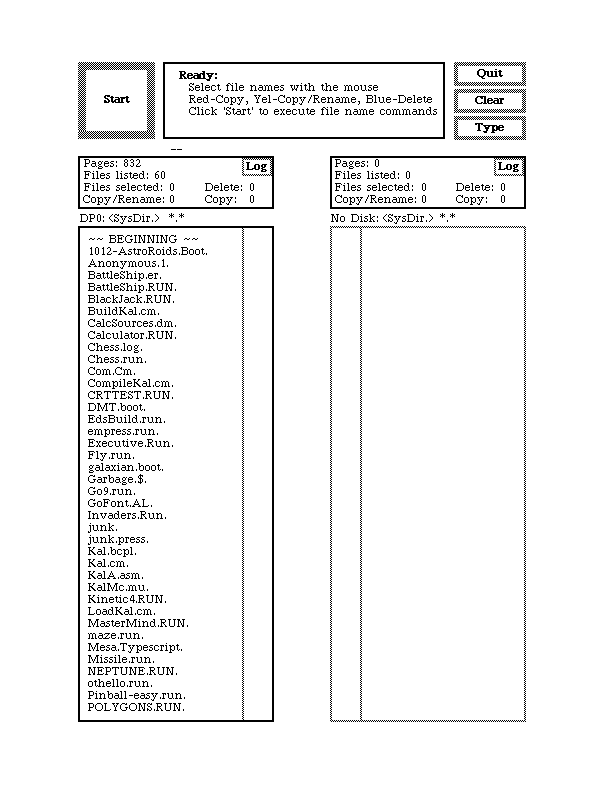 Start
Ready:
Select file names with the mouse
Red-Copy, Yel-Copy/Rename, Blue-Delete
Click 'Start' to execute file name commands
Quit
Clear
Type
--
Pages: 832
Log
Files listed: 60
Files selected: 0 Delete: 0
Copy/Rename: 0 Copy: 0
DP0: <SysDir.> *.*
~~ BEGINNING ~~
1012-AstroRoids.Boot.
Anonymous.1.
BattleShip.er.
BattleShip.RUN.
BlackJack.RUN.
BuildKal.cm.
CalcSources.dm.
Calculator.RUN.
Chess.log.
Chess.run.
Com.Cm.
CompileKal.cm.
CRTTEST.RUN.
DMT.boot.
EdsBuild.run.
empress.run.
Executive.Run.
Fly.run.
galaxian.boot.
Garbage.$.
Go9.run.
GoFont.AL.
Invaders.Run.
junk.
junk.press.
Kal.bcpl.
Kal.cm.
KalA.asm.
KalMc.mu.
Kinetic4.RUN.
LoadKal.cm.
MasterMind.RUN.
maze.run.
Mesa.Typescript.
Missile.run.
NEPTUNE.RUN.
othello.run.
Pinball-easy.run.
POLYGONS.RUN.
Pages: 0
Log
Files listed: 0
Files selected: 0 Delete: 0
Copy/Rename: 0 Copy: 0
No Disk: <SysDir.> *.*